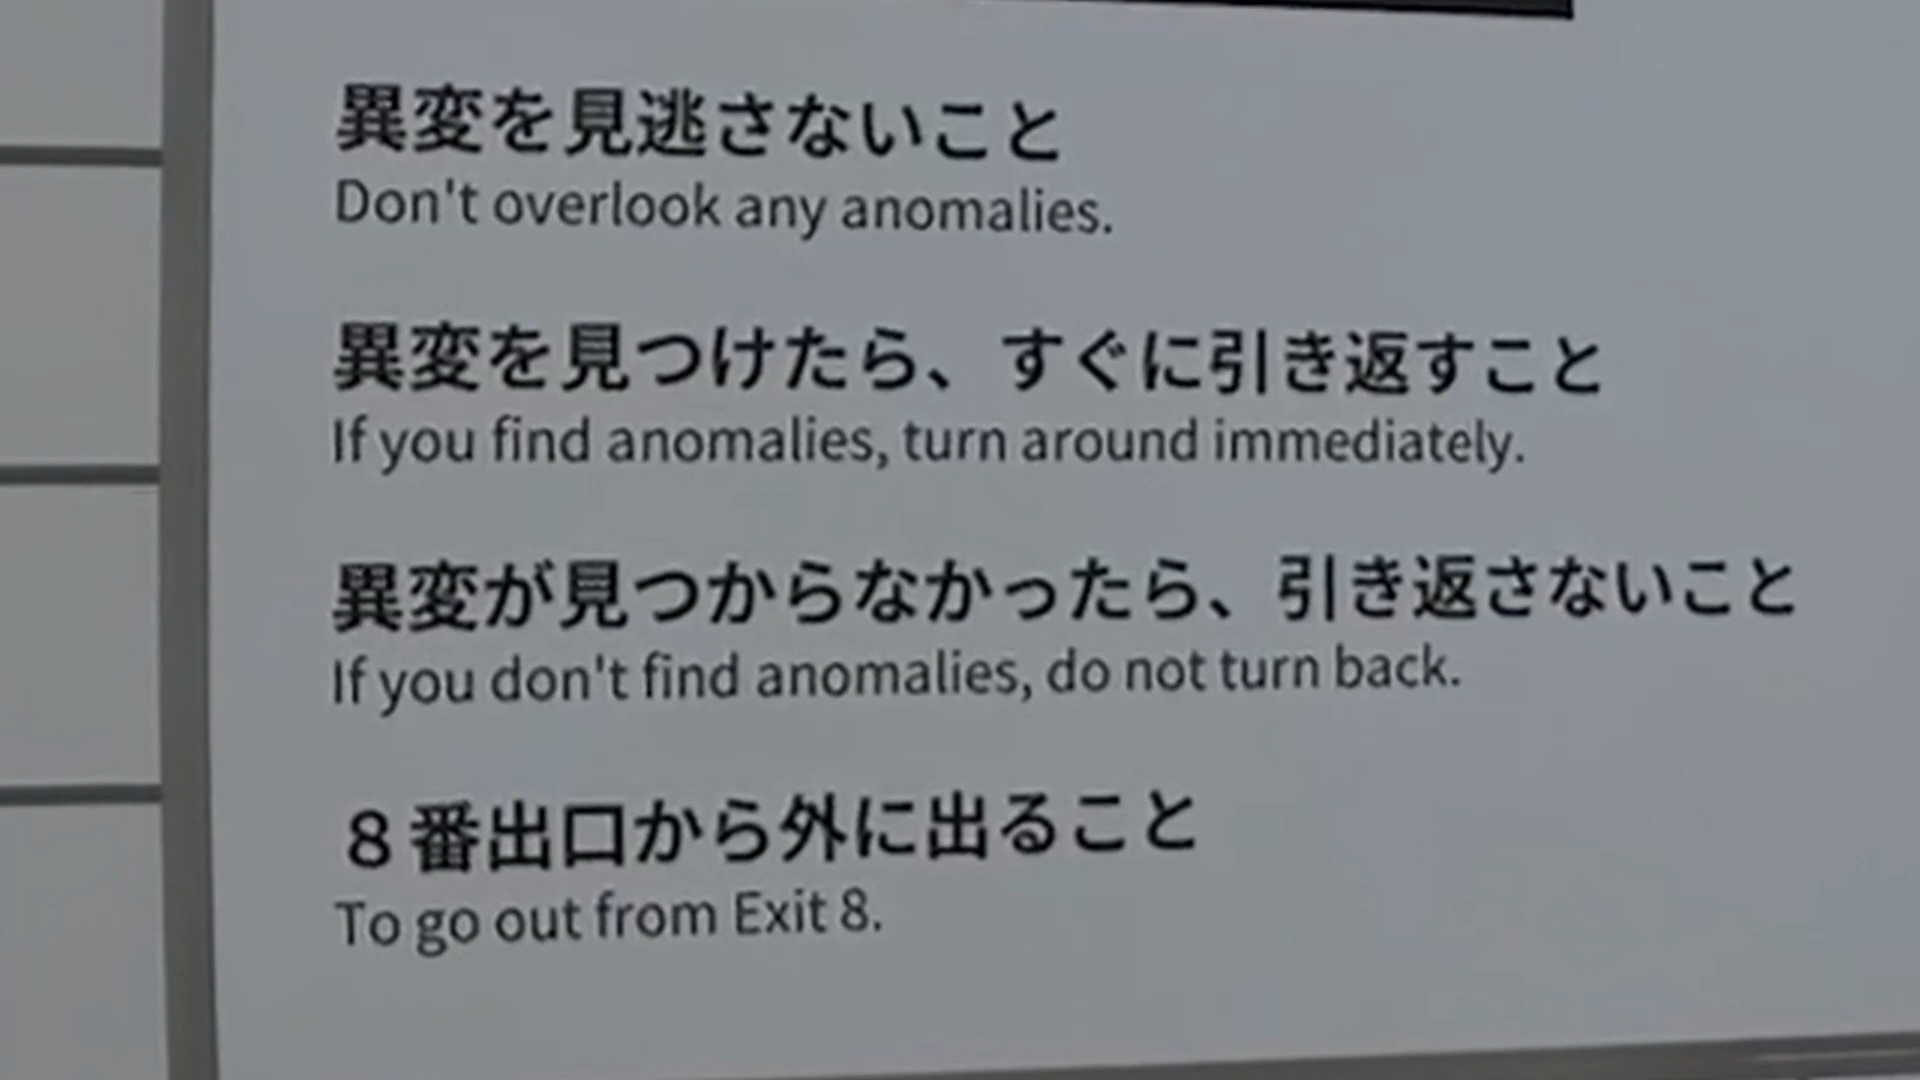 異変を見逃さないこと
Don't overlook any anomalies.
異変を見つけたら、すぐに引き返すこと
If you find anomalies, turn around immediately.
異変が見つからなかったら、引き返さないこと
If you don't find anomalies, do not turn back.
８番出口から外に出ること
To go out from Exit 8.